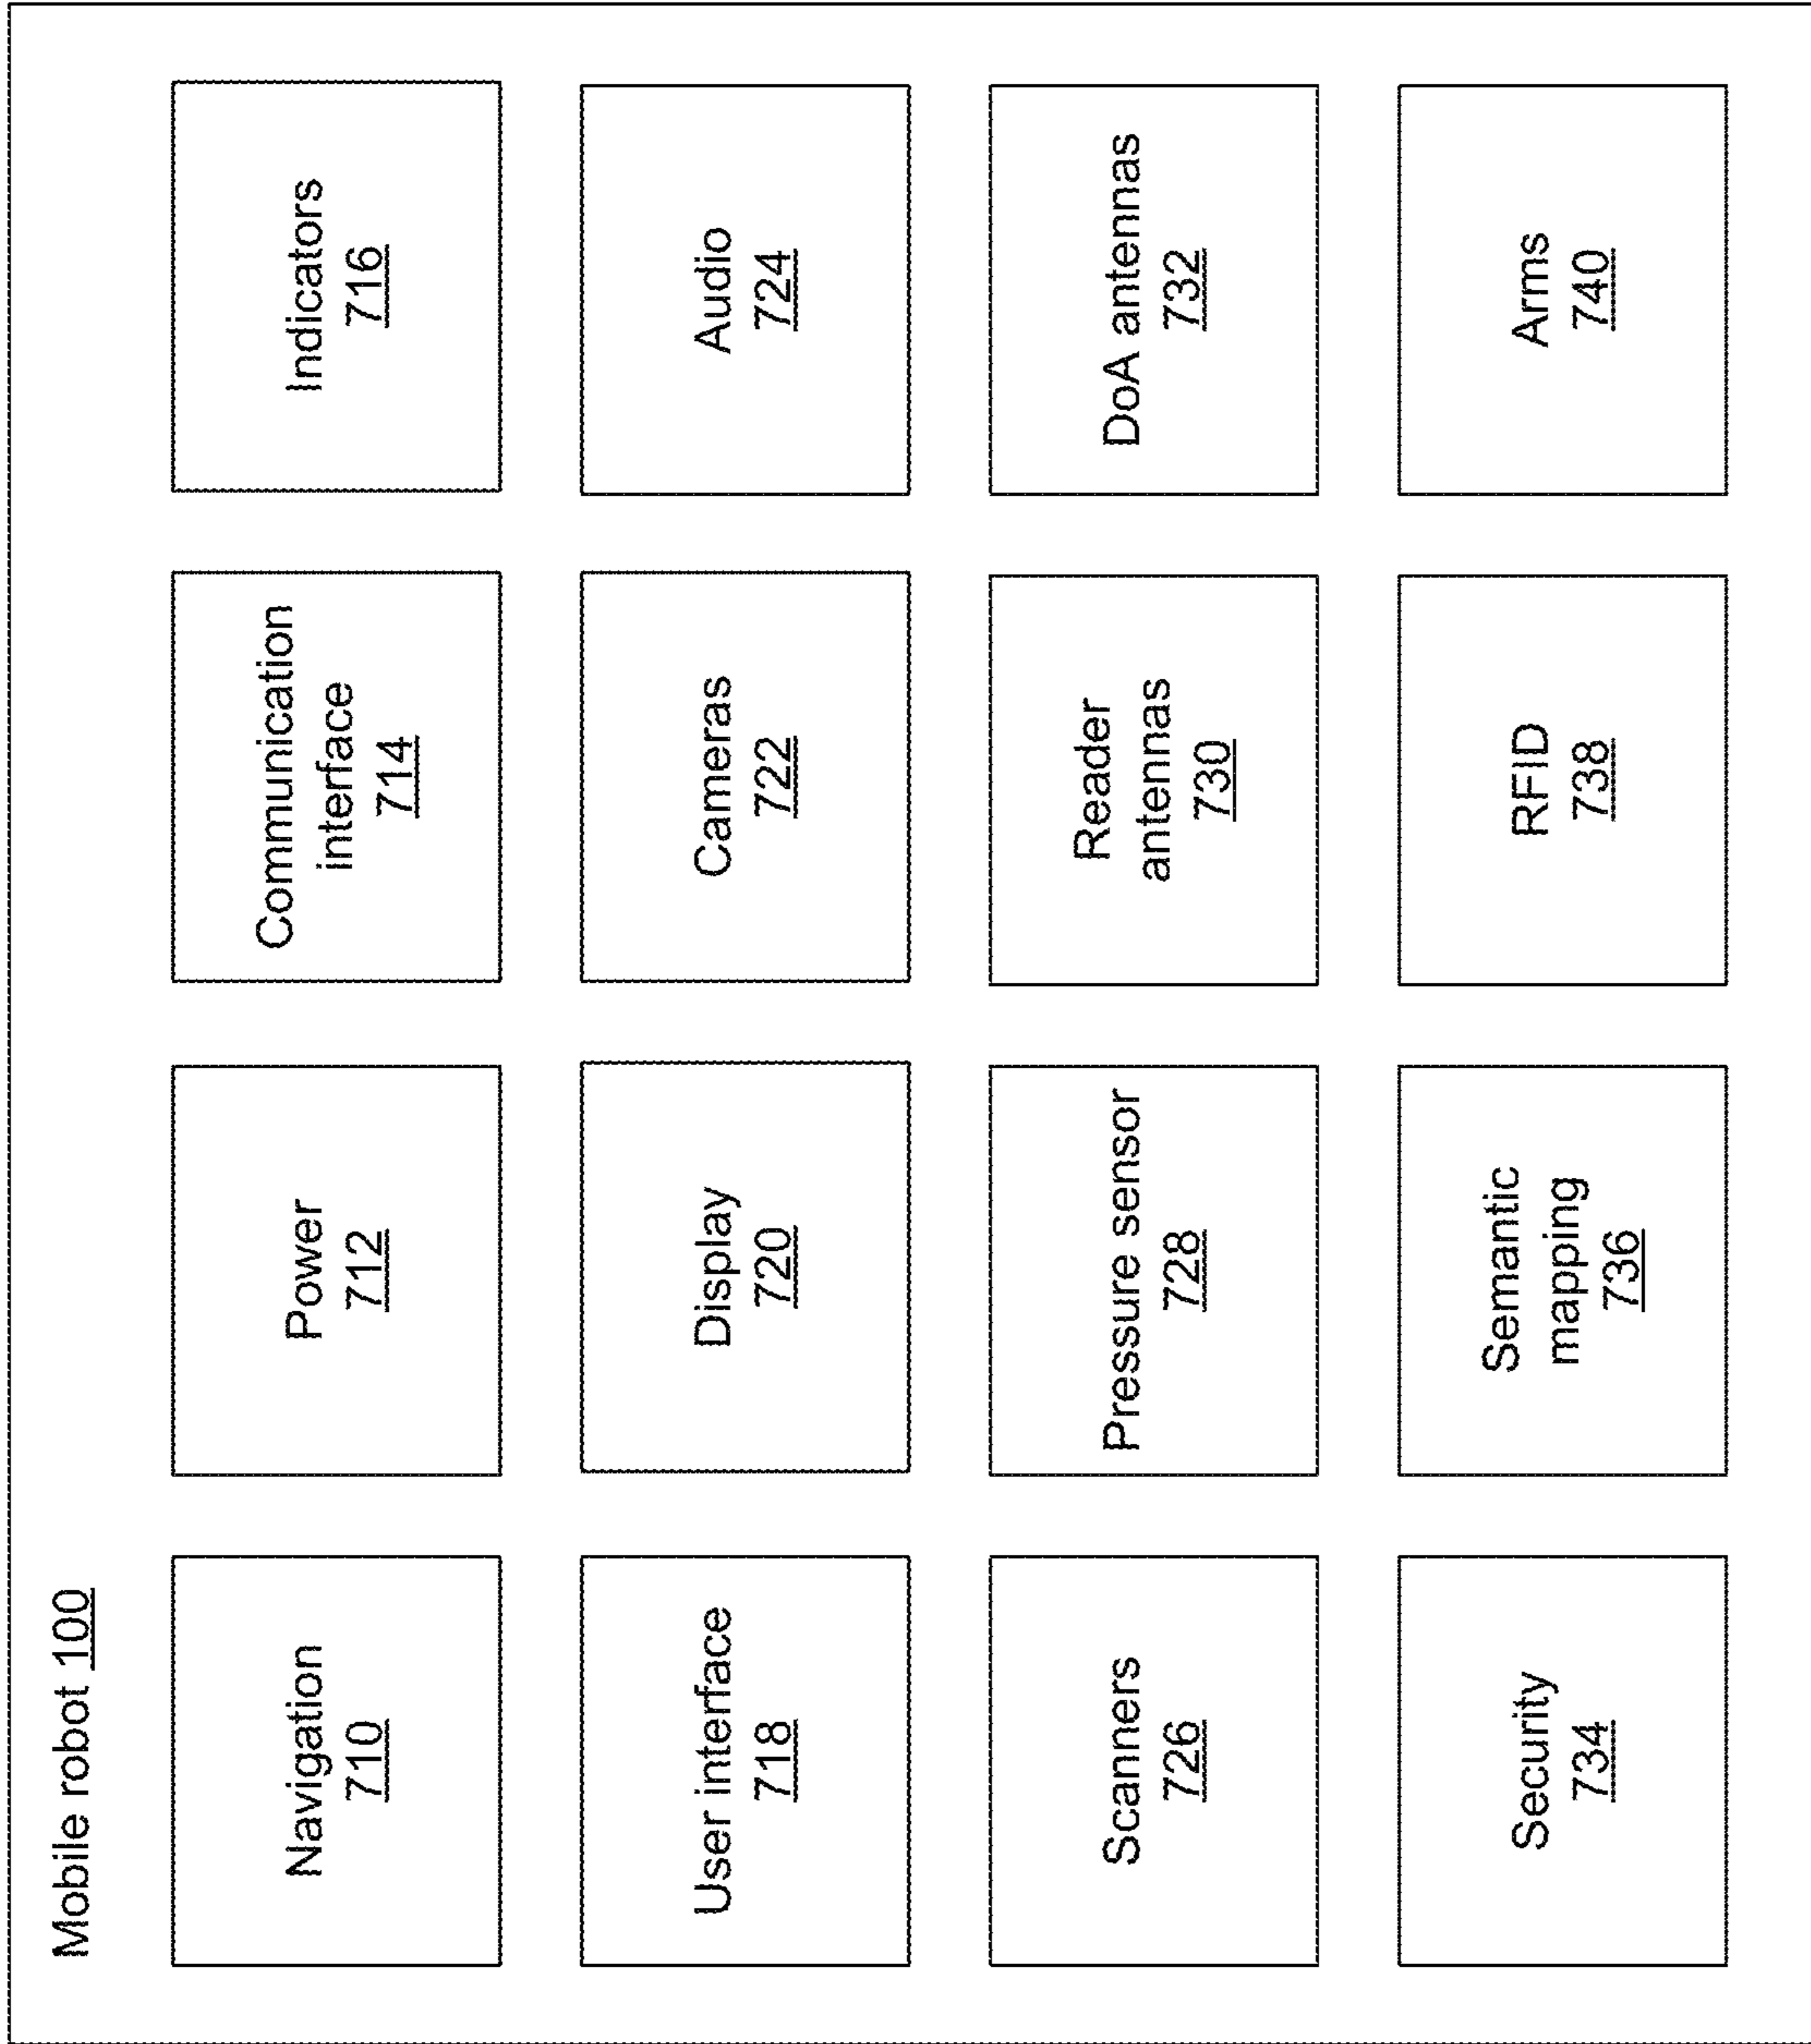 Mobile robot 100
Navigation
710
Power
712
Communication
interface
714
Indicators
716
User interface
718
Display
720
Cameras
722
Audio
724
Scanners
726
Pressure sensor
728
Reader
antennas
730
DoA antennas
732
Security
734
Semantic
mapping
736
RFID
738
Arms
740